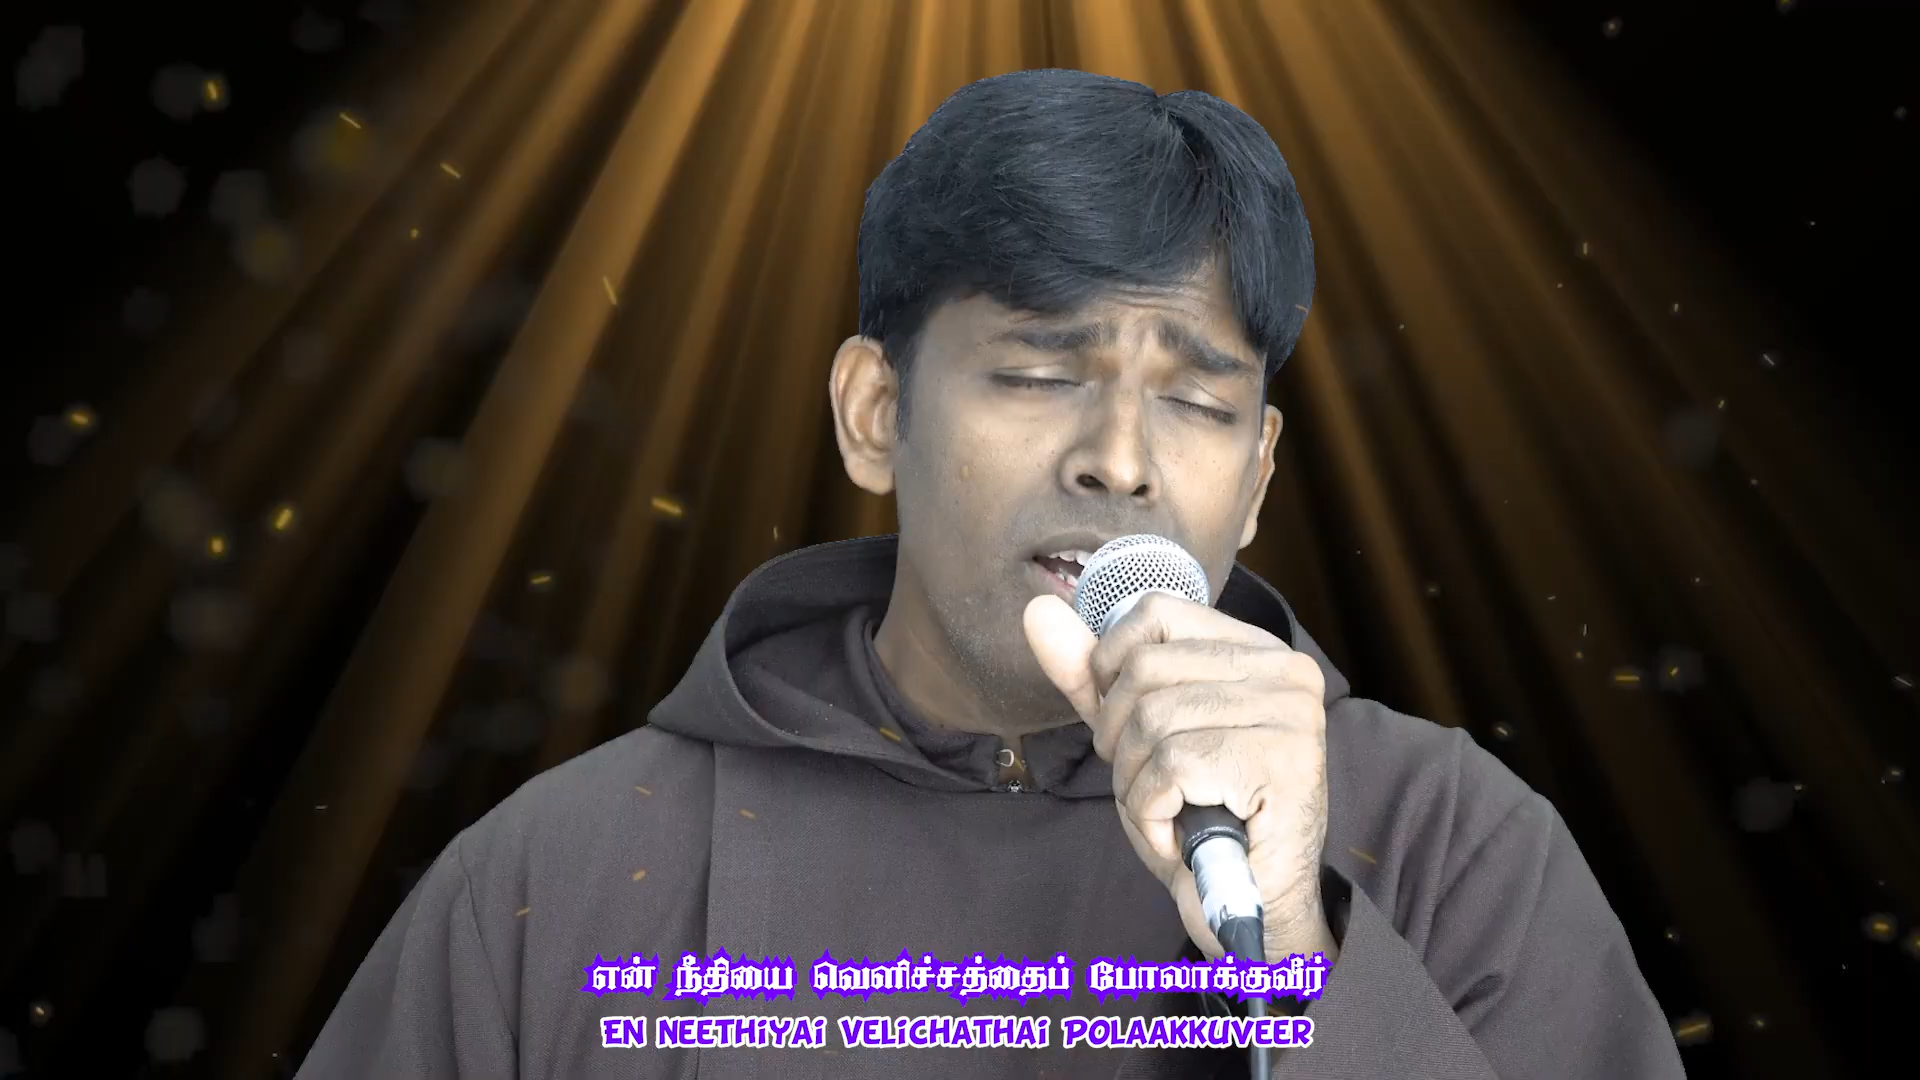 என் நீதியை வெளிச்சத்தைப் போலாக்குவீர்
EN NEETHIYAI VELICHATHAI POLAAKKUVEER